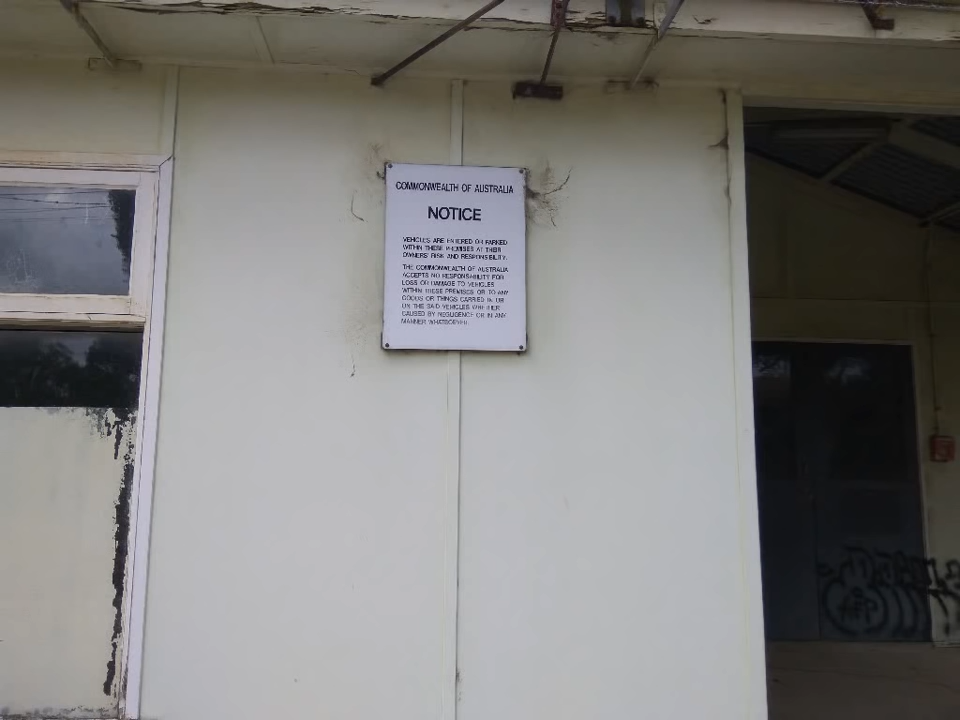 COMMONWEALTH OF AUSTRALIA
NOTICE
VEHICLES ARE ENTERED OR PARKED
WITHIN THESE PREMISES AT THEIR
OWNERS' RISK AND RESPONSIBILITY.
THE COMMONWEALTH OF AUSTRALIA
ACCEPTS NO RESPONSIBILITY FOR
LOSS OR DAMAGE TO VEHICLES
WITHIN THESE PREMISES OR TO ANY
GOODS OR THINGS CARRIED IN OR
ON THE SAID VEHICLES WHETHER
CAUSED BY NEGLIGENCE OR IN ANY
MANNER WHATSOEVER.